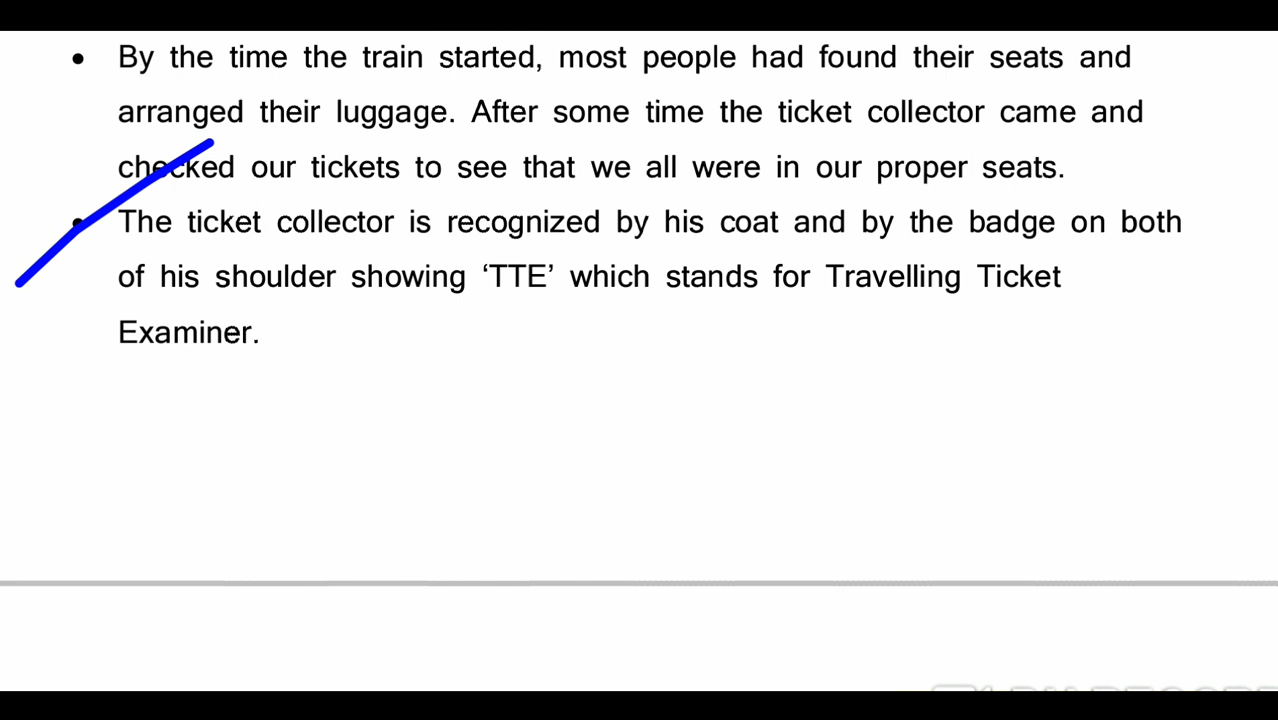 • By the time the train started, most people had found their seats and
arranged their luggage. After some time the ticket collector came and
checked our tickets to see that we all were in our proper seats.
• The ticket collector is recognized by his coat and by the badge on both
of his shoulder showing ‘TTE’ which stands for Travelling Ticket
Examiner.